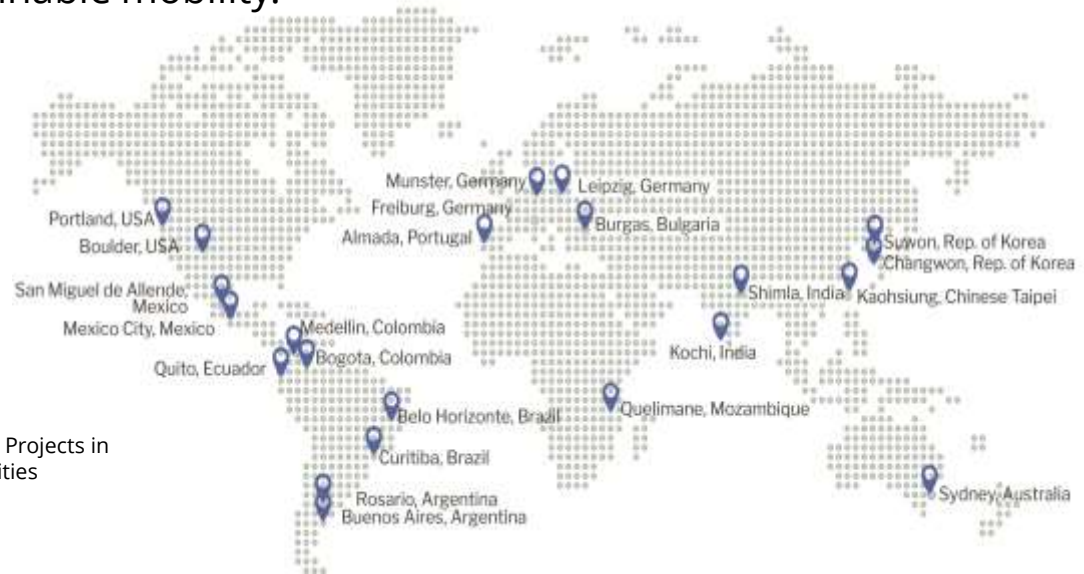 mobility.
Munster, Germany
Leipzig, Germany
Freiburg, Germany
Portland, USA
Burgas, Bulgaria
Almada, Portugal
Boulder, USA
Suwon, Rep. of Korea
Changwon, Rep. of Korea
San Miguel de Allende,
Mexico
Shimla, India
Kaohsiung, Chinese Taipei
Mexico City, Mexico
Medellin, Colombia
Kochi, India
Bogota, Colombia
Quito, Ecuador
Quelimane, Mozambique
Belo Horizonte, Brazil
Projects in
Curitiba, Brazil
Rosario, Argentina
Sydney, Australia
Buenos Aires, Argentina